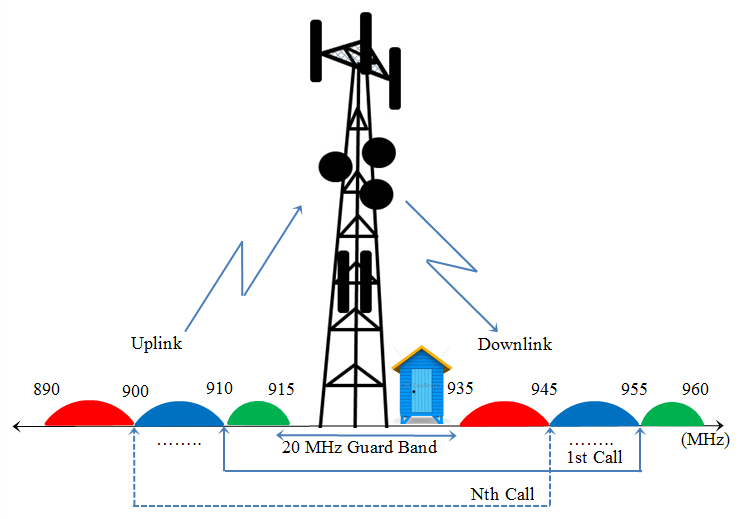 Uplink
Downlink
890
900
910
915
935
945
955
960
(MHz)
........
20 MHz Guard Band
........
1st Call
Nth Call